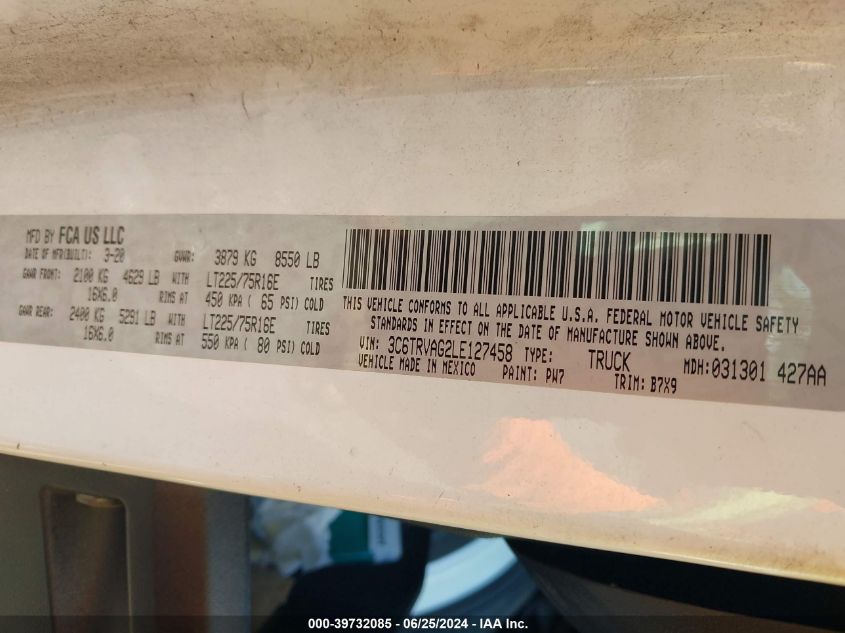 MFD BY FCA US LLC
DATE OF MFR(BUILT): 3-20 GVWR: 3879 KG 8550 LB
GAWR FRONT: 2100 KG 4629 LB WITH LT225/75R16E TIRES
16X6.0 RIMS AT 450 KPA ( 65 PSI) COLD
GAWR REAR: 2400 KG 5291 LB WITH LT225/75R16E TIRES
16X6.0 RIMS AT 550 KPA ( 80 PSI) COLD
THIS VEHICLE CONFORMS TO ALL APPLICABLE U.S.A. FEDERAL MOTOR VEHICLE SAFETY
STANDARDS IN EFFECT ON THE DATE OF MANUFACTURE SHOWN ABOVE.
VIN: 3C6TRVAG2LE127458 TYPE: TRUCK MDH:031301 427AA
VEHICLE MADE IN MEXICO PAINT: PW7 TRIM: B7X9
000-39732085 - 06/25/2024 - IAA Inc.